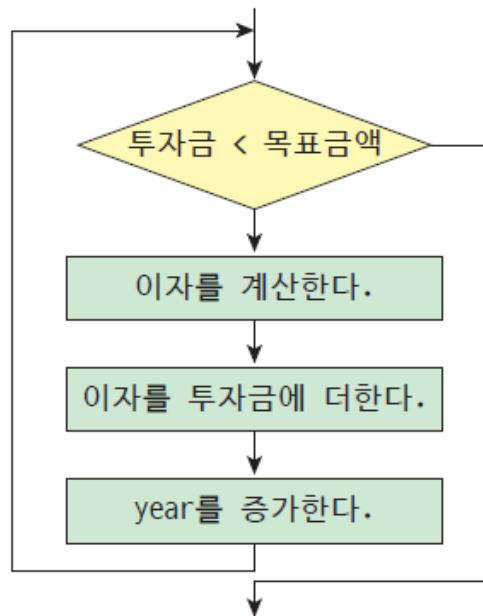 투자금 < 목표금액
이자를 계산한다.
이자를 투자금에 더한다.
year를 증가한다.